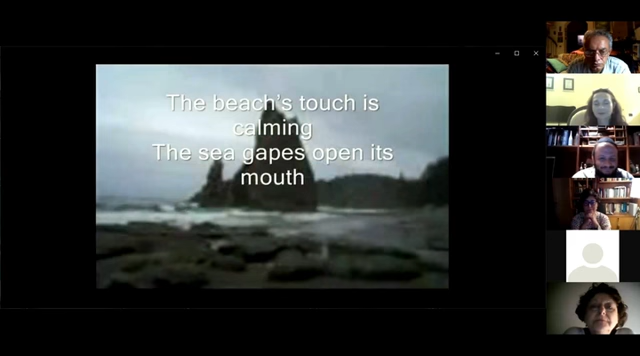 The beach's touch is
calming
The sea gapes open its
mouth